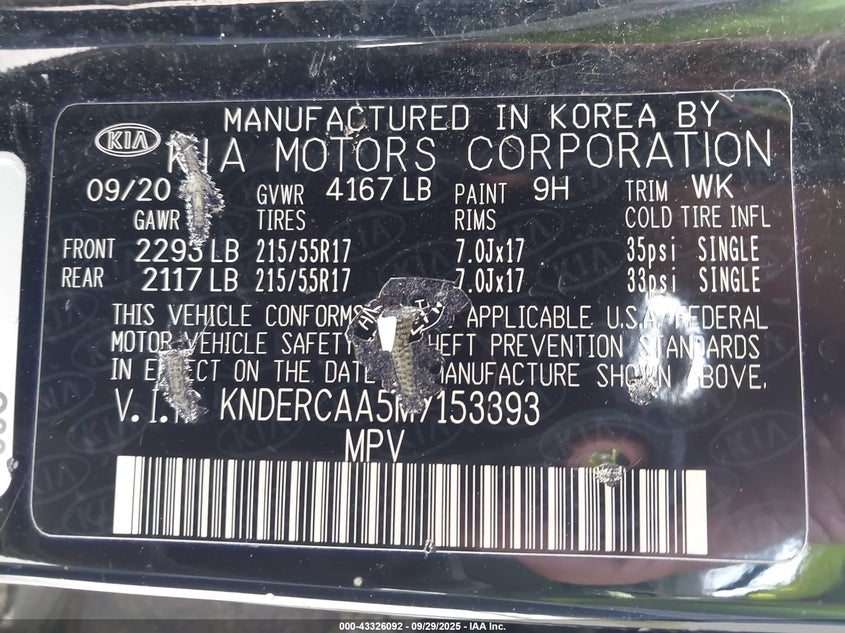 MANUFACTURED IN KOREA BY
KIA KIA MOTORS CORPORATION
09/20 GVWR 4167 LB PAINT 9H TRIM WK
GAWR TIRES RIMS COLD TIRE INFL
FRONT 2293 LB 215/55R17 7.0Jx17 35psi SINGLE
REAR 2117 LB 215/55R17 7.0Jx17 33psi SINGLE
THIS VEHICLE CONFORMS APPLICABLE U.S.A. FEDERAL
MOTOR VEHICLE SAFETY THEFT PREVENTION STANDARDS
IN EFFECT ON THE DATE MANUFACTURE SHOWN ABOVE.
V.I.N KNDERCAA5M7153393
MPV
000-43326092 - 09/29/2025 - IAA Inc.